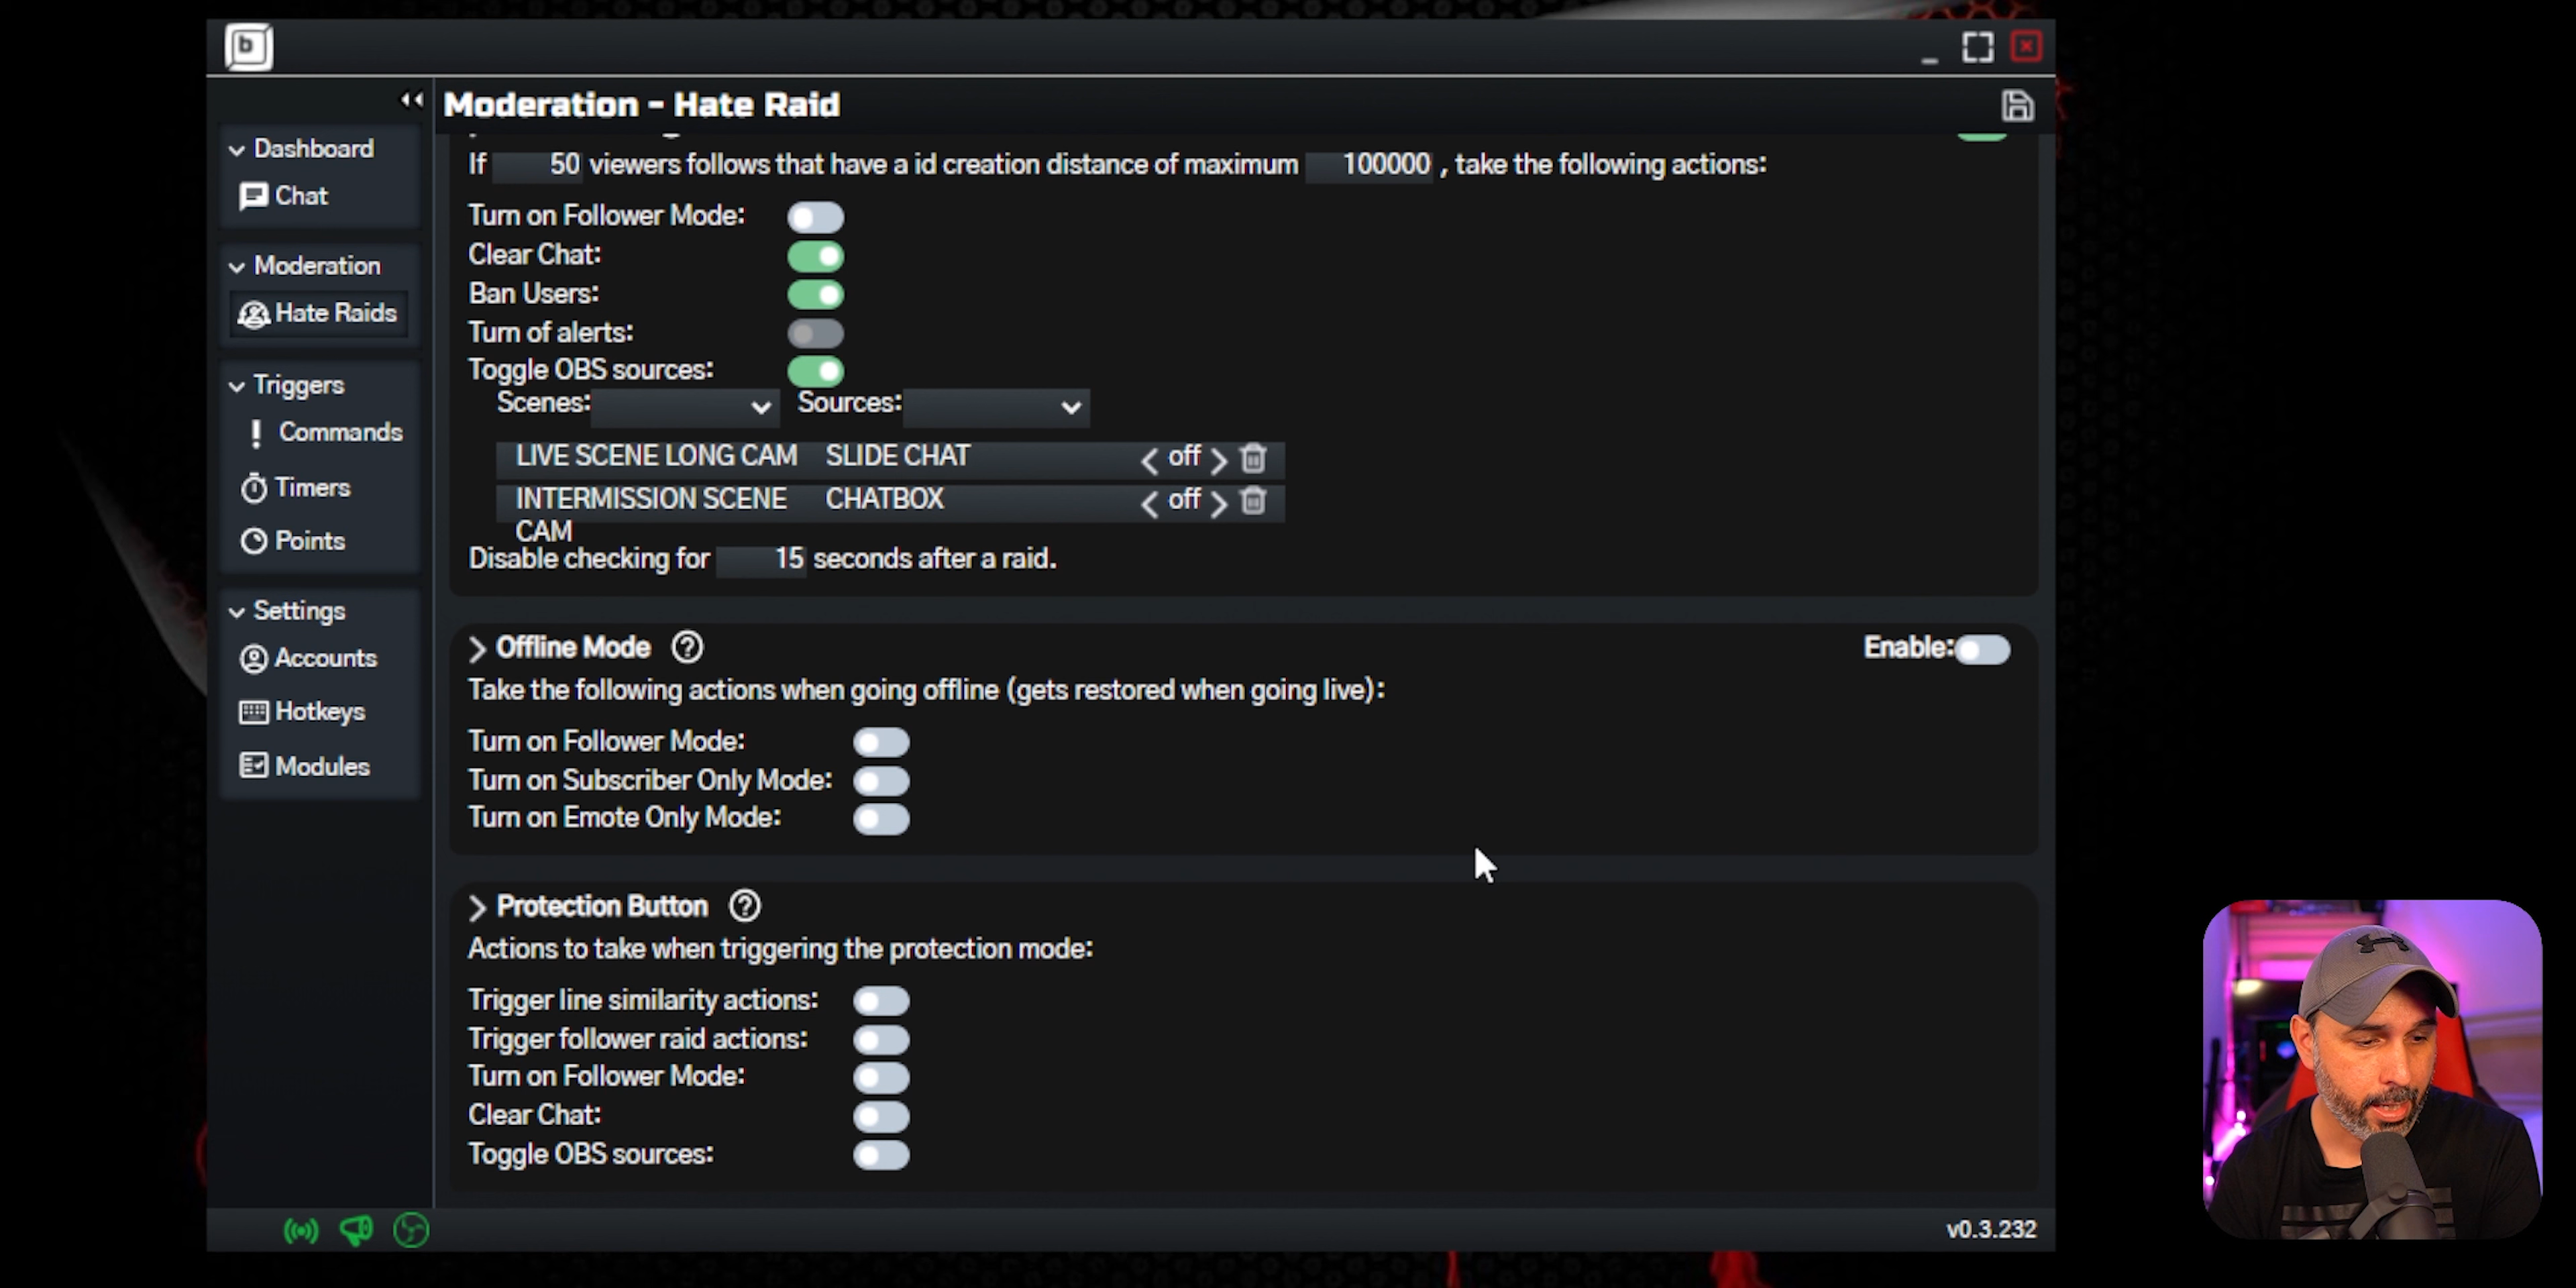 b
Moderation - Hate Raid
Dashboard
Chat
Moderation
Hate Raids
Triggers
Commands
Timers
Points
Settings
Accounts
Hotkeys
Modules
If 50 viewers follows that have a id creation distance of maximum 100000 , take the following actions:
Turn on Follower Mode:
Clear Chat:
Ban Users:
Turn of alerts:
Toggle OBS sources:
Scenes: Sources:
LIVE SCENE LONG CAM SLIDE CHAT off
INTERMISSION SCENE CHATBOX off
CAM
Disable checking for 15 seconds after a raid.
Offline Mode ? Enable:
Take the following actions when going offline (gets restored when going live):
Turn on Follower Mode:
Turn on Subscriber Only Mode:
Turn on Emote Only Mode:
Protection Button ?
Actions to take when triggering the protection mode:
Trigger line similarity actions:
Trigger follower raid actions:
Turn on Follower Mode:
Clear Chat:
Toggle OBS sources:
v0.3.232